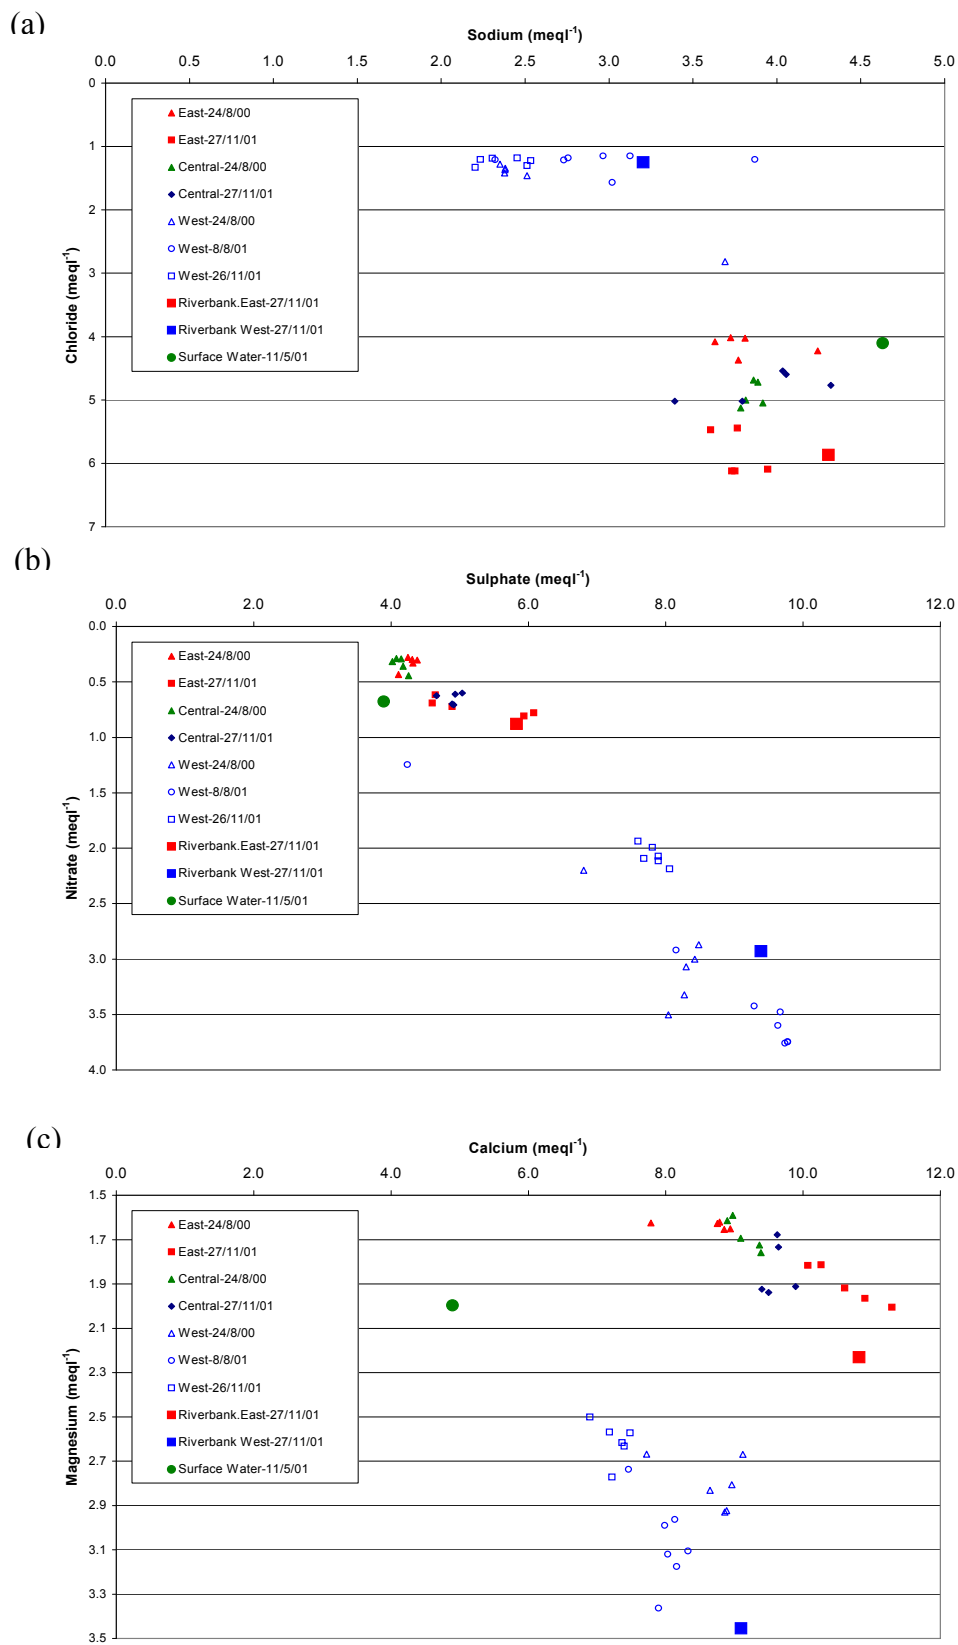 (a)
Sodium (meql⁻¹)
0.0 0.5 1.0 1.5 2.0 2.5 3.0 3.5 4.0 4.5 5.0
0
1
2
3
4
5
6
7
Chloride (meql⁻¹)
East-24/8/00
East-27/11/01
Central-24/8/00
Central-27/11/01
West-24/8/00
West-8/8/01
West-26/11/01
Riverbank.East-27/11/01
Riverbank West-27/11/01
Surface Water-11/5/01
(b)
Sulphate (meql⁻¹)
0.0 2.0 4.0 6.0 8.0 10.0 12.0
0.0
0.5
1.0
1.5
2.0
2.5
3.0
3.5
4.0
Nitrate (meql⁻¹)
East-24/8/00
East-27/11/01
Central-24/8/00
Central-27/11/01
West-24/8/00
West-8/8/01
West-26/11/01
Riverbank.East-27/11/01
Riverbank West-27/11/01
Surface Water-11/5/01
(c)
Calcium (meql⁻¹)
0.0 2.0 4.0 6.0 8.0 10.0 12.0
1.5
1.7
1.9
2.1
2.3
2.5
2.7
2.9
3.1
3.3
3.5
Magnesium (meql⁻¹)
East-24/8/00
East-27/11/01
Central-24/8/00
Central-27/11/01
West-24/8/00
West-8/8/01
West-26/11/01
Riverbank.East-27/11/01
Riverbank West-27/11/01
Surface Water-11/5/01